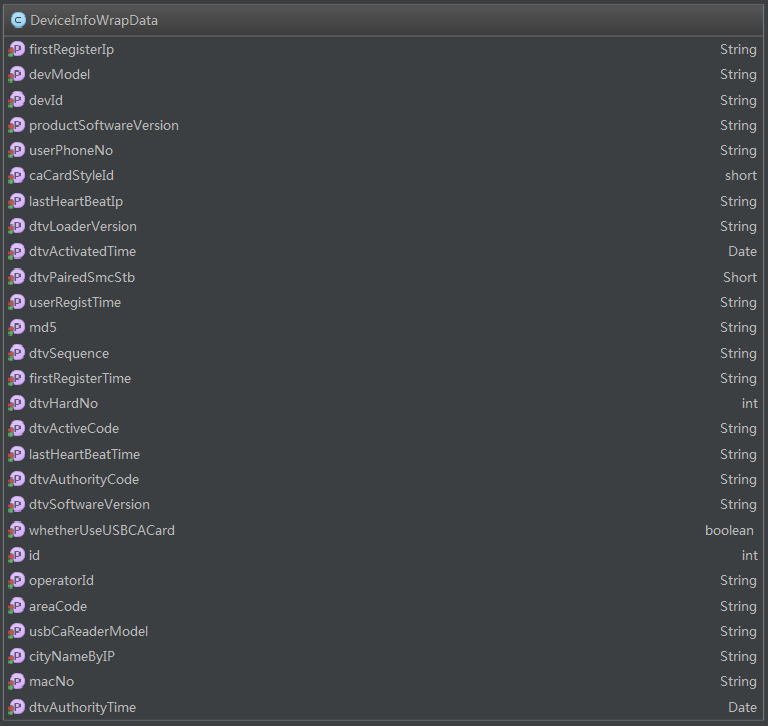 C DeviceInfoWrapData
P firstRegisterIp String
P devModel String
P devId String
P productSoftwareVersion String
P userPhoneNo String
P caCardStyleId short
P lastHeartBeatIp String
P dtvLoaderVersion String
P dtvActivatedTime Date
P dtvPairedSmcStb Short
P userRegistTime String
P md5 String
P dtvSequence String
P firstRegisterTime String
P dtvHardNo int
P dtvActiveCode String
P lastHeartBeatTime String
P dtvAuthorityCode String
P dtvSoftwareVersion String
P whetherUseUSBCACard boolean
P id int
P operatorId String
P areaCode String
P usbCaReaderModel String
P cityNameByIP String
P macNo String
P dtvAuthorityTime Date